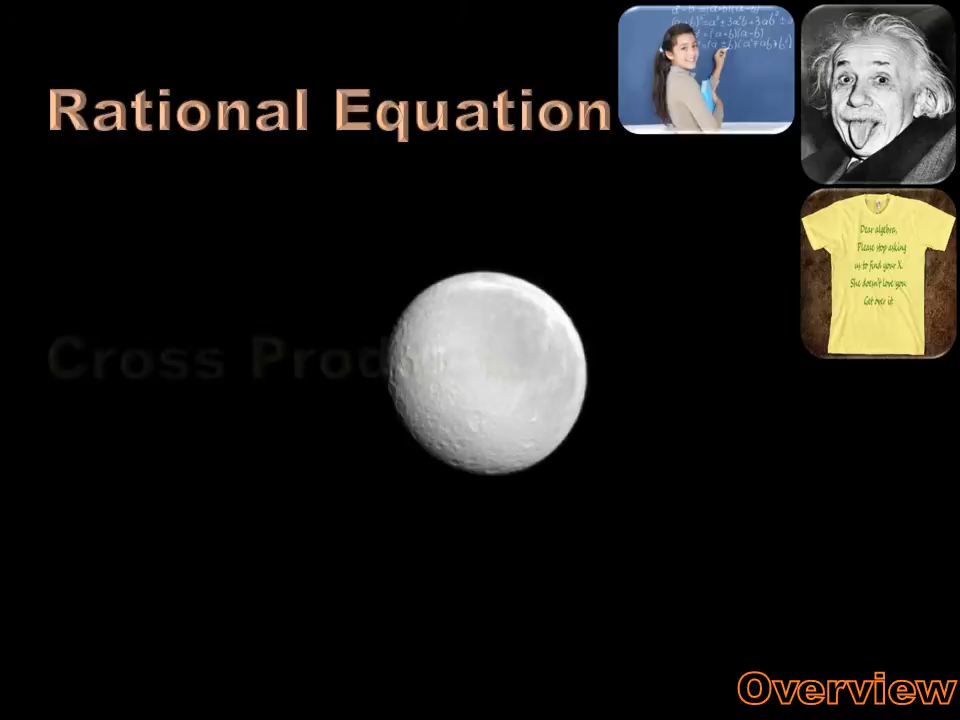 Rational Equation
Dear algebra,
Please stop asking
us to find your X.
She doesn't love you.
Get over it
Cross
Overview